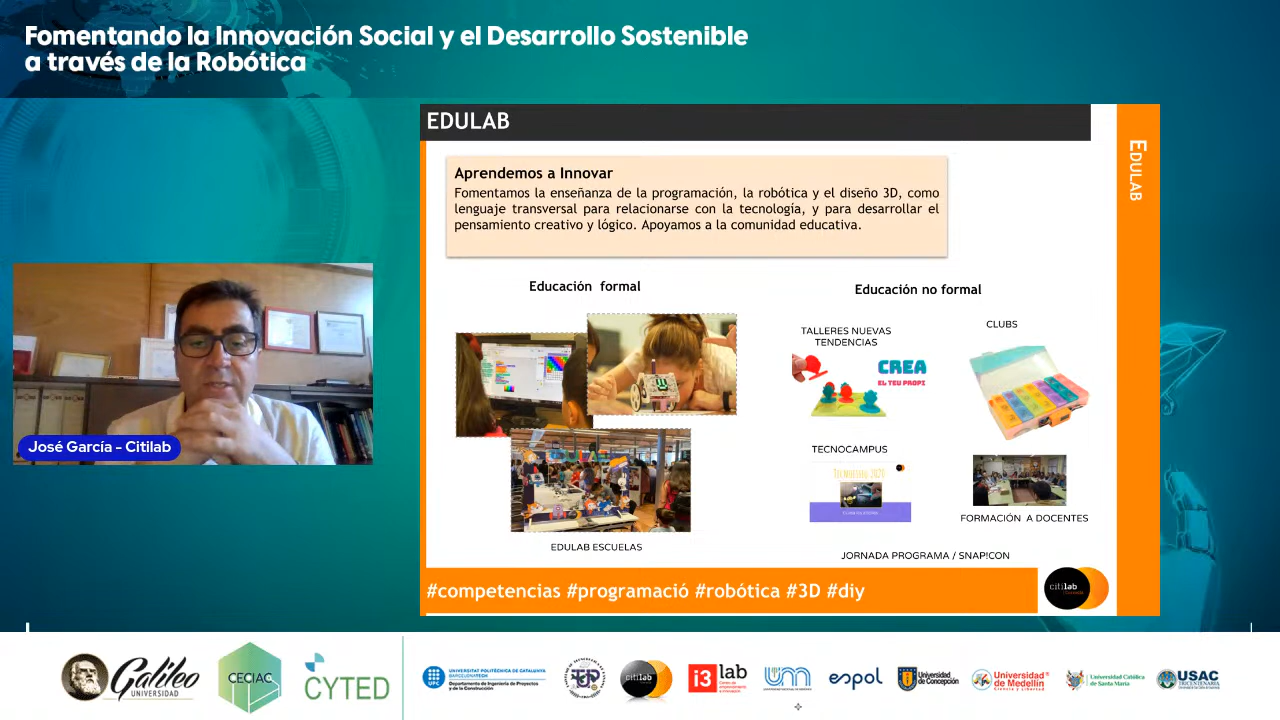 Fomentando la Innovación Social y el Desarrollo Sostenible
a través de la Robótica
EDULAB
EDULAB
Aprendemos a Innovar
Fomentamos la enseñanza de la programación, la robótica y el diseño 3D, como
lenguaje transversal para relacionarse con la tecnología, y para desarrollar el
pensamiento creativo y lógico. Apoyamos a la comunidad educativa.
Educación formal
Educación no formal
TALLERES NUEVAS
TENDENCIAS
CLUBS
CREA
EL TEU PROPI
TECNOCAMPUS
FORMACIÓN A DOCENTES
EDULAB ESCUELAS
JORNADA PROGRAMA / SNAP!CON
#competencias #programació #robótica #3D #diy
citilab
José García - Citilab
Galileo
UNIVERSIDAD
CECIAC
CYTED
UPC
UNIVERSITAT POLITÈCNICA DE CATALUNYA
BARCELONATECH
Departamento de Ingeniería de Proyectos
y de la Construcción
citilab
i3 lab
espol
Universidad
de Concepción
Universidad
de Medellín
Ciencia y Libertad
Universidad Católica
de Santa María
USAC
TRICENTENARIA